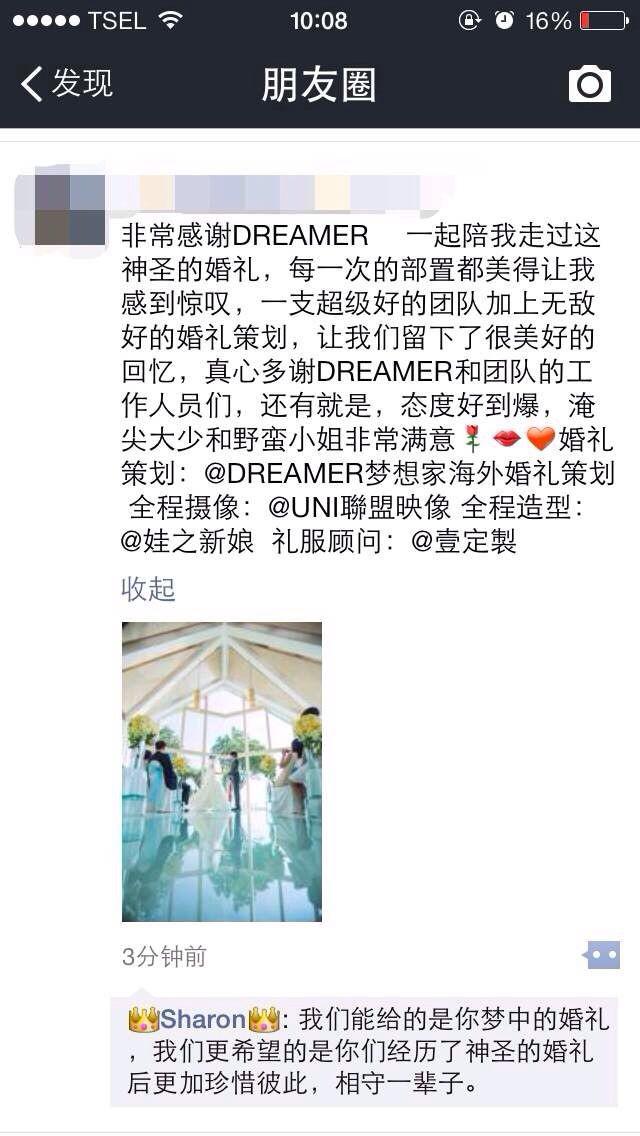 TSEL 10:08 16%
发现 朋友圈
非常感谢DREAMER 一起陪我走过这
神圣的婚礼，每一次的部置都美得让我
感到惊叹，一支超级好的团队加上无敌
好的婚礼策划，让我们留下了很美好的
回忆，真心多谢DREAMER和团队的工
作人员们，还有就是，态度好到爆，淹
尖大少和野蛮小姐非常满意🌹💋❤️婚礼
策划：@DREAMER梦想家海外婚礼策划
全程摄像：@UNI聯盟映像 全程造型：
@娃之新娘 礼服顾问：@壹定製
收起
3分钟前
👑Sharon👑: 我们能给的是你梦中的婚礼
，我们更希望的是你们经历了神圣的婚礼
后更加珍惜彼此，相守一辈子。